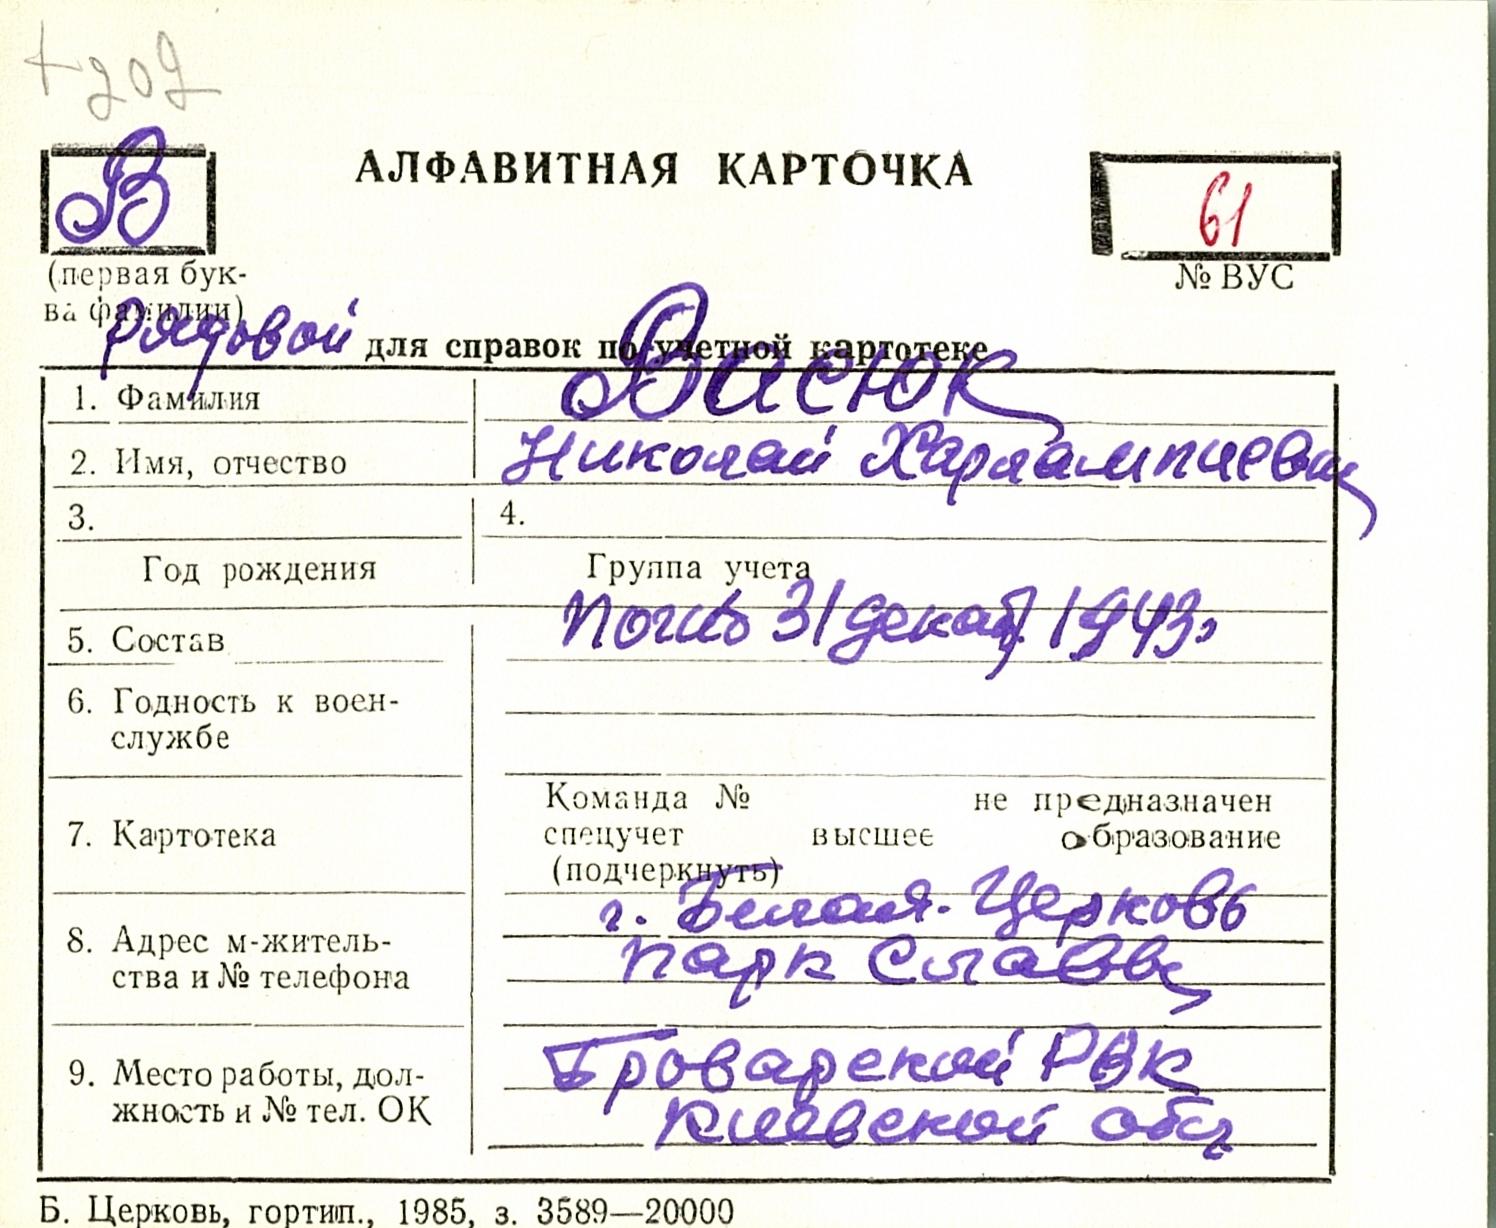 + 202
В АЛФАВИТНАЯ КАРТОЧКА 61
(первая бук-
ва фамилии) № ВУС
рядовой для справок по учетной картотеке
1. Фамилия Васюк
2. Имя, отчество Николай Харлампиевич
3. 4.
Год рождения Группа учета
5. Состав Погиб 31 декаб. 1943г
6. Годность к воен-
службе
Команда № не предназначен
7. Картотека спецучет высшее образование
(подчеркнуть)
г. Белая-Церковь
8. Адрес м-житель-
ства и № телефона парк Славы
Броварской РВК
9. Место работы, дол-
жность и № тел. ОК Киевской обл
Б. Церковь, гортип., 1985, з. 3589—20000